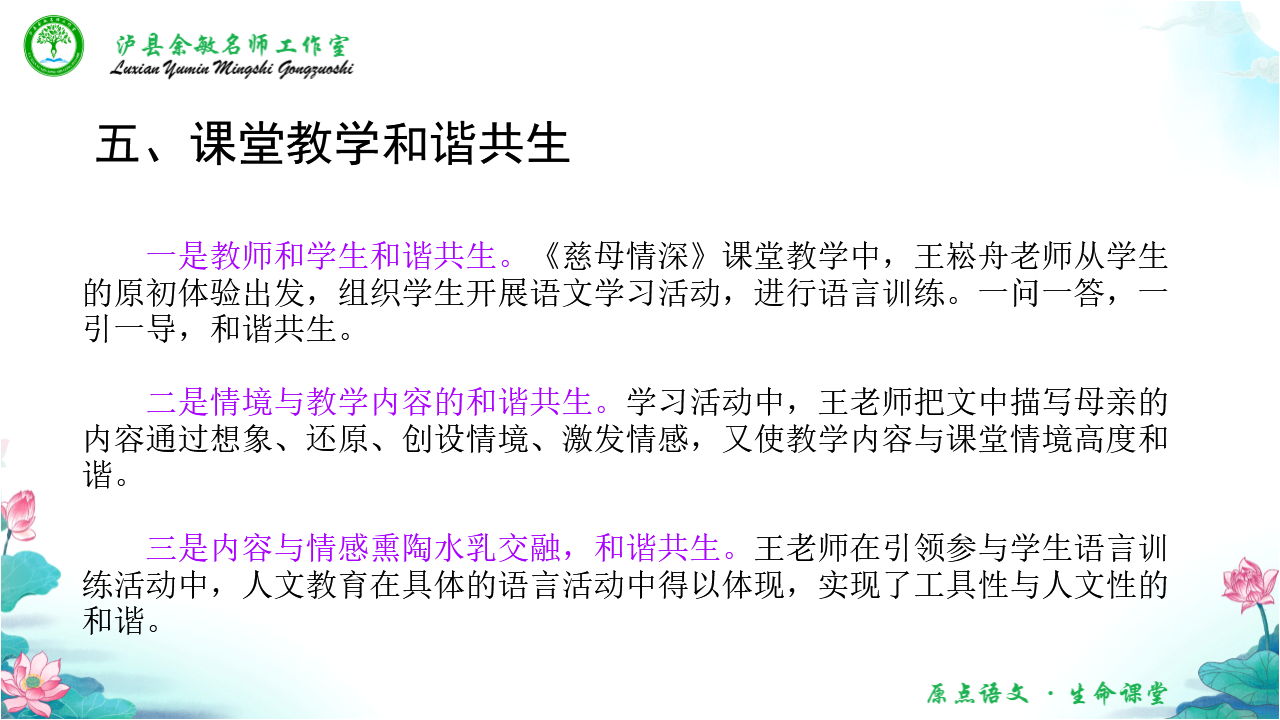 泸县余敏名师工作室
Luxian Yumin Mingshi Gongzuoshi
五、课堂教学和谐共生
一是教师和学生和谐共生。《慈母情深》课堂教学中，王崧舟老师从学生
的原初体验出发，组织学生开展语文学习活动，进行语言训练。一问一答，一
引一导，和谐共生。
二是情境与教学内容的和谐共生。学习活动中，王老师把文中描写母亲的
内容通过想象、还原、创设情境、激发情感，又使教学内容与课堂情境高度和
谐。
三是内容与情感熏陶水乳交融，和谐共生。王老师在引领参与学生语言训
练活动中，人文教育在具体的语言活动中得以体现，实现了工具性与人文性的
和谐。
原点语文 · 生命课堂